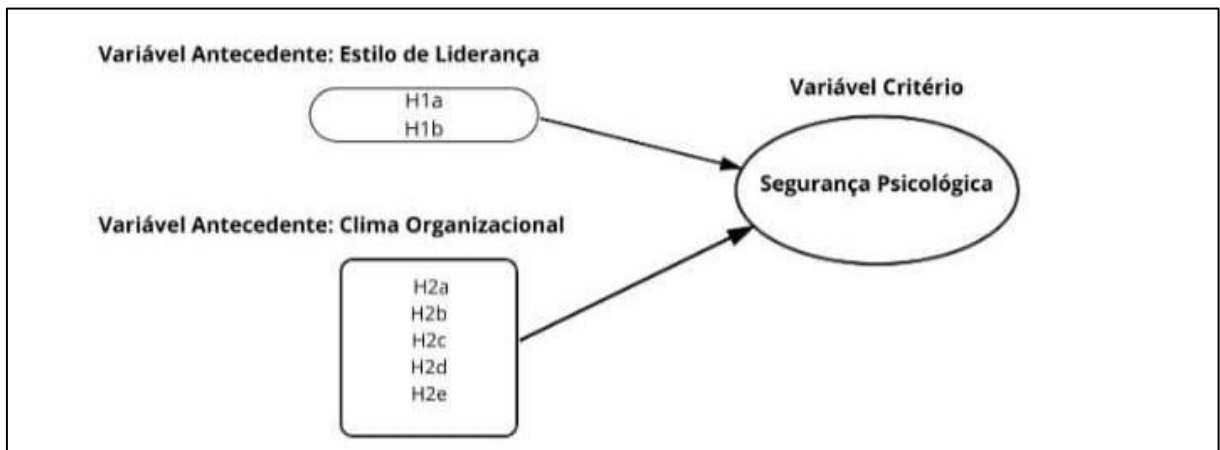 Variável Antecedente: Estilo de Liderança
H1a
H1b
Variável Critério
Segurança Psicológica
Variável Antecedente: Clima Organizacional
H2a
H2b
H2c
H2d
H2e